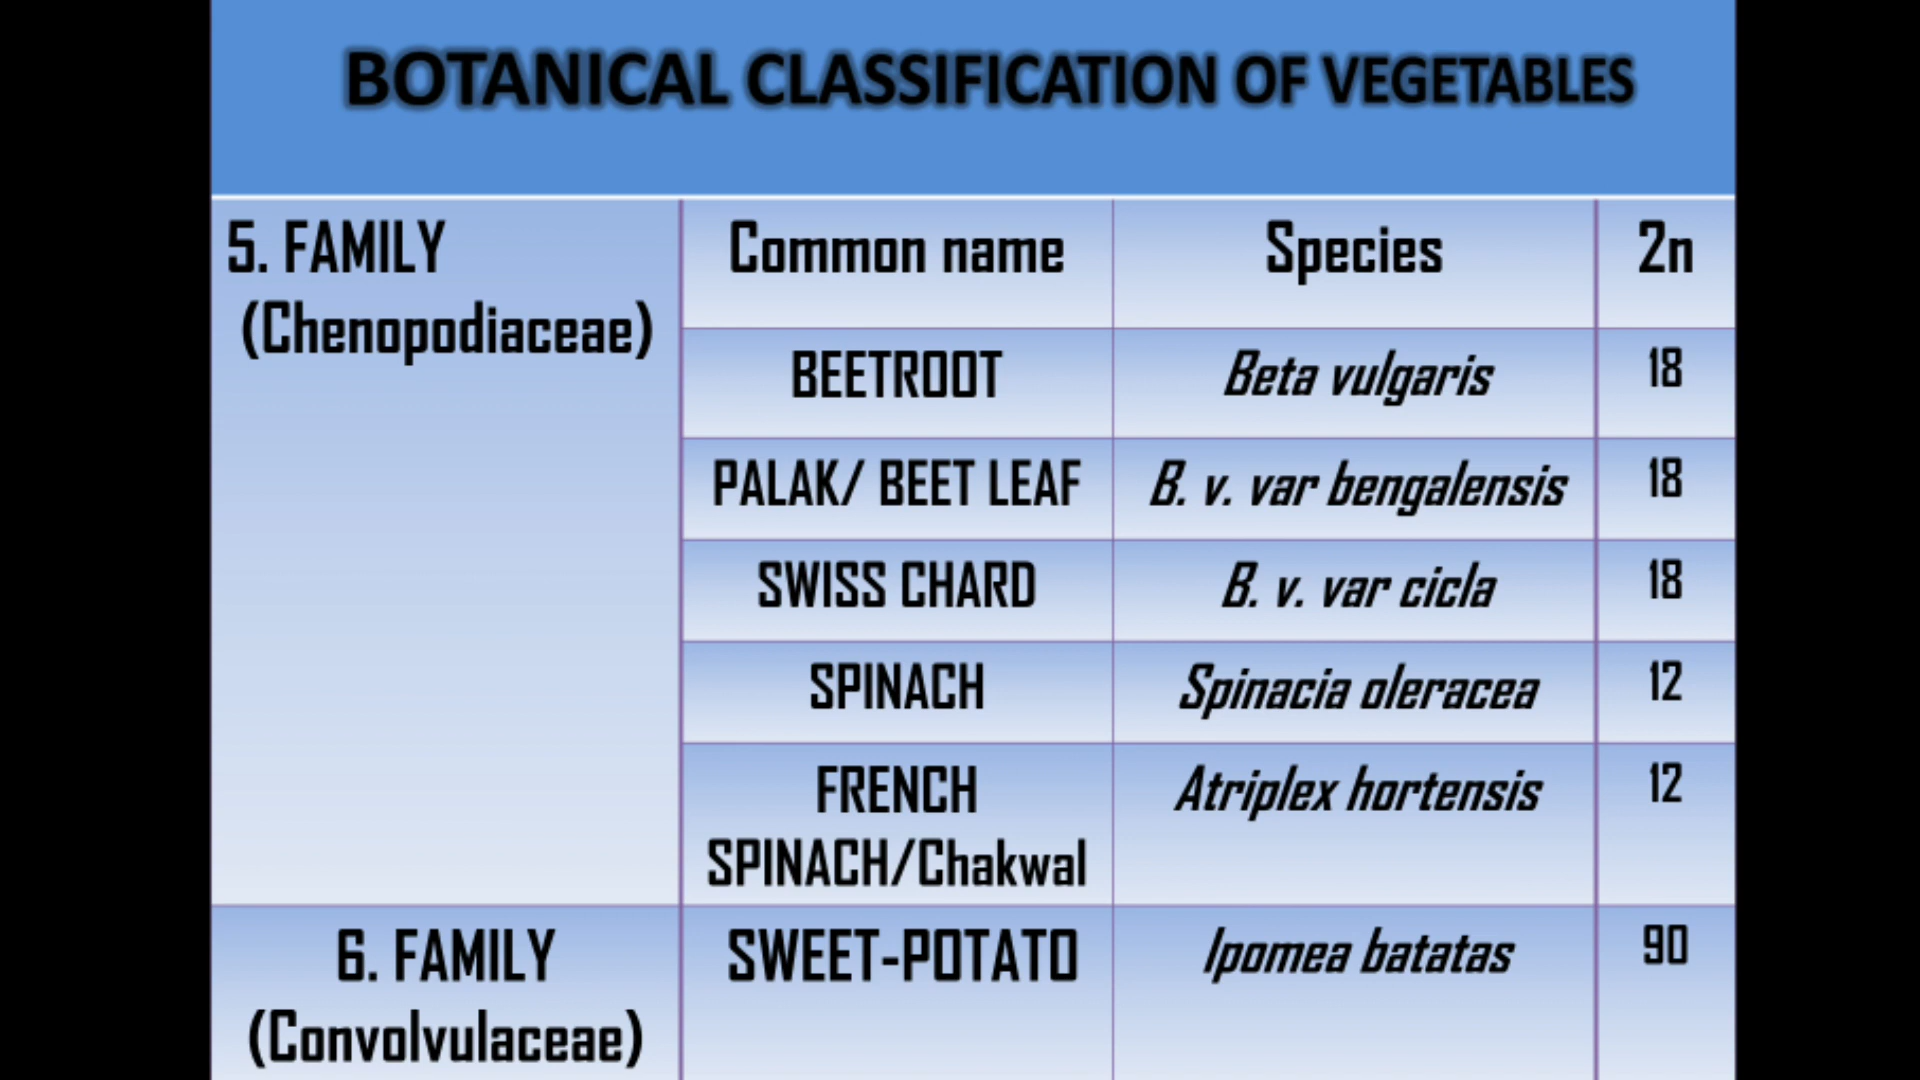 BOTANICAL CLASSIFICATION OF VEGETABLES
5. FAMILY
(Chenopodiaceae)
Common name
Species
2n
BEETROOT
Beta vulgaris
18
PALAK/ BEET LEAF
B. v. var bengalensis
18
SWISS CHARD
B. v. var cicla
18
SPINACH
Spinacia oleracea
12
FRENCH
SPINACH/Chakwal
Atriplex hortensis
12
6. FAMILY
(Convolvulaceae)
SWEET-POTATO
Ipomea batatas
90